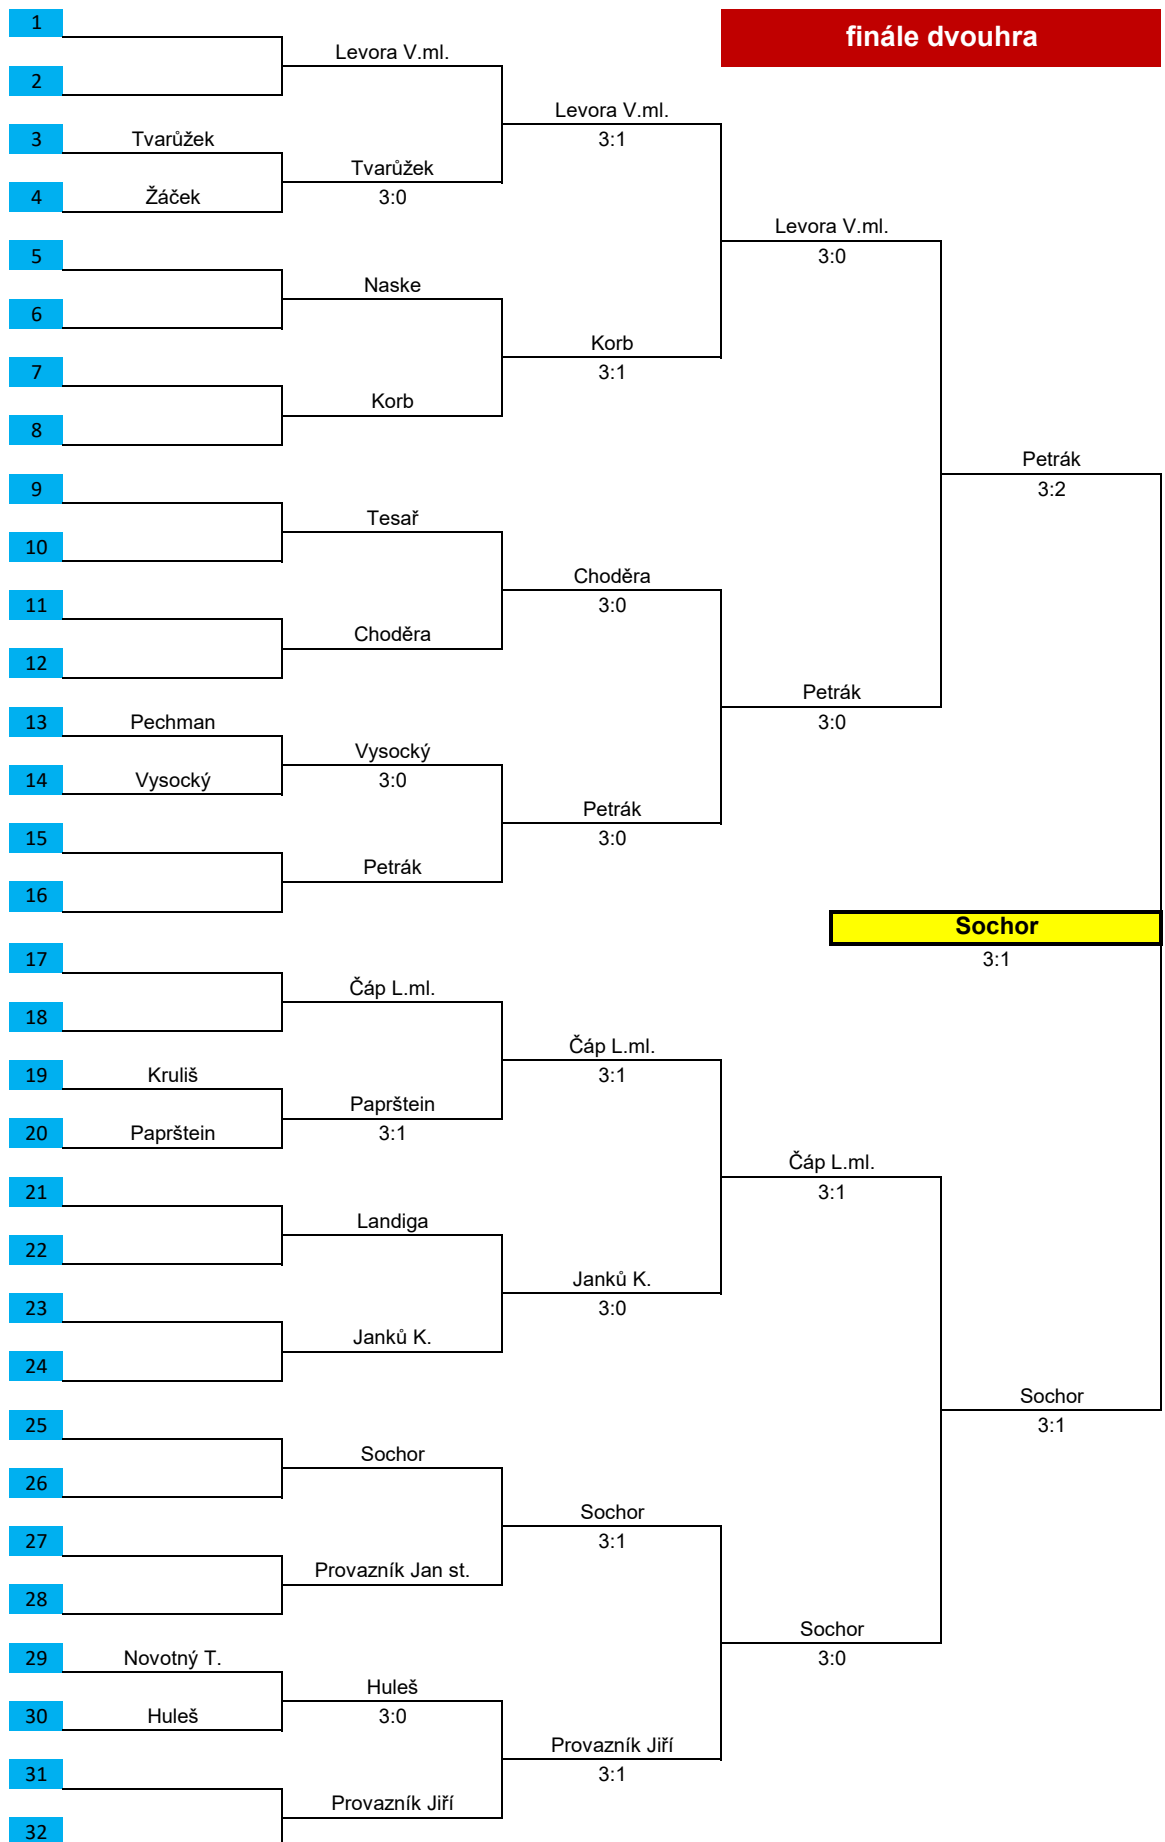 1
finále dvouhra
Levora V.ml.
2
Levora V.ml.
3 Tvarůžek
3:1
Tvarůžek
4 Žáček
3:0
Levora V.ml.
5
3:0
Naske
6
Korb
7
3:1
Korb
8
Petrák
9
3:2
Tesař
10
Choděra
11
3:0
Choděra
12
Petrák
13 Pechman
3:0
Vysocký
14 Vysocký
3:0
Petrák
15
3:0
Petrák
16
Sochor
17
3:1
Čáp L.ml.
18
Čáp L.ml.
19 Kruliš
3:1
Paprštein
20 Paprštein
3:1
Čáp L.ml.
21
3:1
Landiga
22
Janků K.
23
3:0
Janků K.
24
Sochor
25
3:1
Sochor
26
Sochor
27
3:1
Provazník Jan st.
28
Sochor
29 Novotný T.
3:0
Huleš
30 Huleš
3:0
Provazník Jiří
31
3:1
Provazník Jiří
32